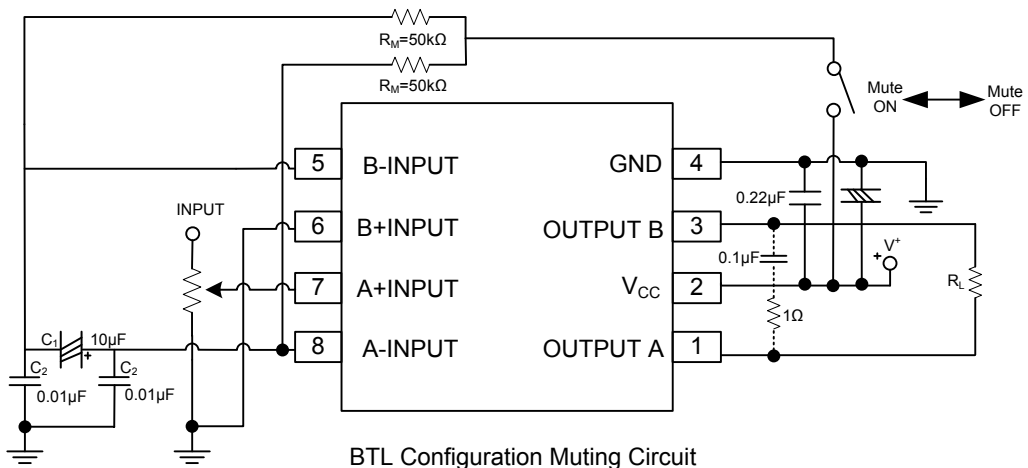 R_M=50kΩ
R_M=50kΩ
Mute
ON
Mute
OFF
5
B-INPUT
GND
4
INPUT
0.22µF
6
B+INPUT
OUTPUT B
3
0.1µF
+
V⁺
7
A+INPUT
V_CC
2
R_L
1Ω
C₁
10µF
+
8
A-INPUT
OUTPUT A
1
C₂
0.01µF
C₂
0.01µF
BTL Configuration Muting Circuit